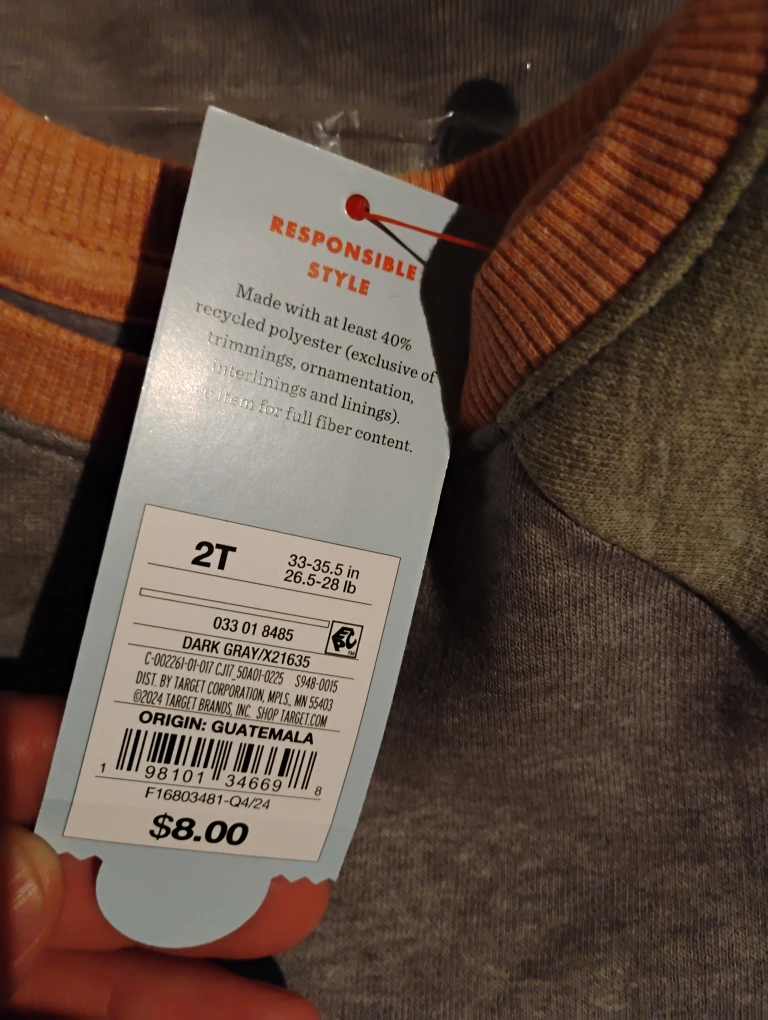 RESPONSIBLE
STYLE
Made with at least 40%
recycled polyester (exclusive of
trimmings, ornamentation,
interlinings and linings).
item for full fiber content.
2T
33-35.5 in
26.5-28 lb
033 01 8485
DARK GRAY/X21635
C-002261-01-017 CJ17_50A01-0225 S948-0015
DIST. BY TARGET CORPORATION, MPLS., MN 55403
©2024 TARGET BRANDS, INC. SHOP TARGET.COM
ORIGIN: GUATEMALA
1 98101 34669 8
F16803481-Q4/24
$8.00